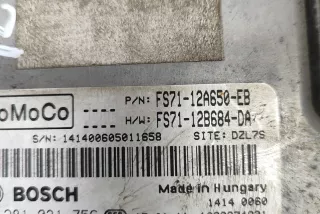 P/N: FS71-12A650-EB
oMoCo
H/W: FS71-12B684-DA
S/N: 141400605011658 SITE: DZL7S
BOSCH
Made in Hungary
1414 0060